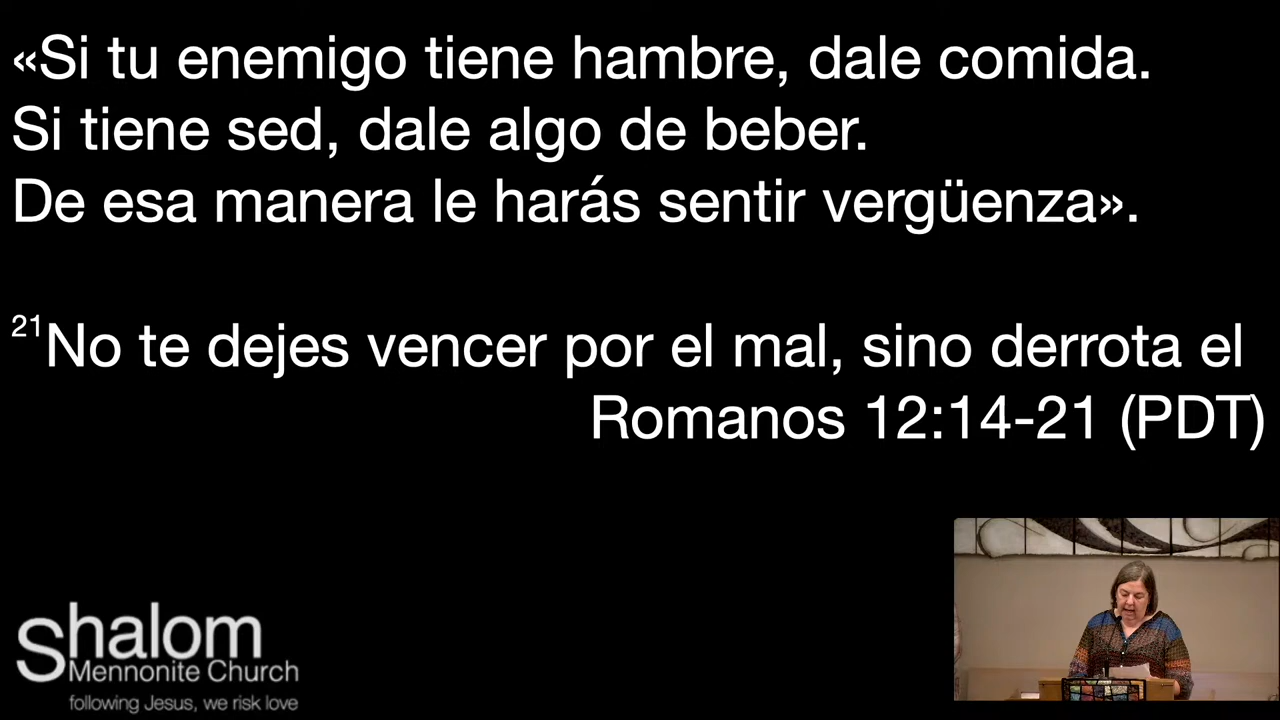 «Si tu enemigo tiene hambre, dale comida.
Si tiene sed, dale algo de beber.
De esa manera le harás sentir vergüenza».
21No te dejes vencer por el mal, sino derrota el
Romanos 12:14-21 (PDT)
Shalom
Mennonite Church
following Jesus, we risk love